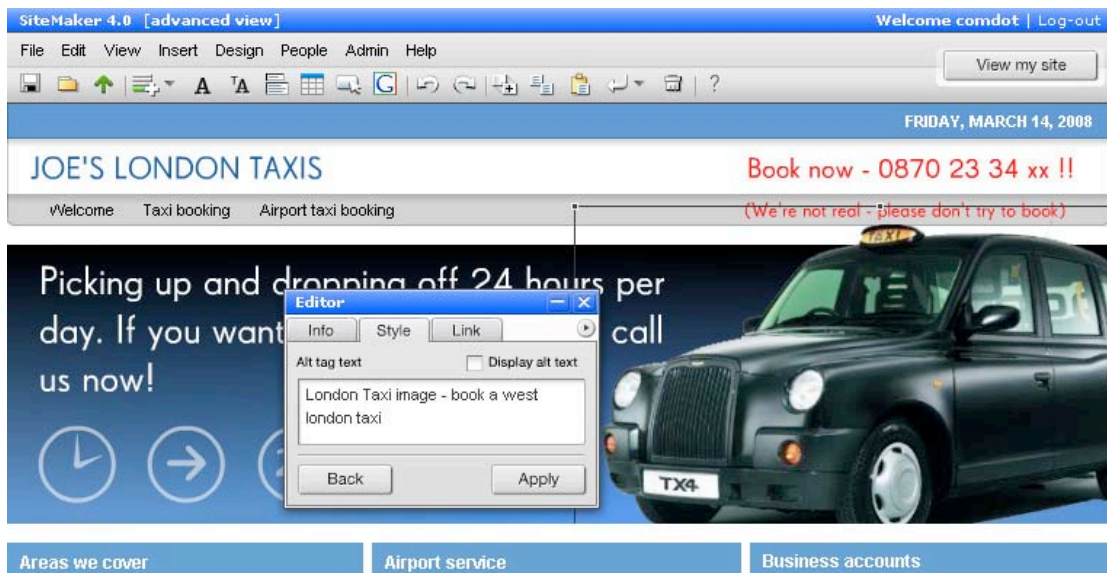 SiteMaker 4.0 [advanced view] Welcome comdot | Log-out
File Edit View Insert Design People Admin Help
View my site
A TA G ?
FRIDAY, MARCH 14, 2008
JOE'S LONDON TAXIS Book now - 0870 23 34 xx !!
Welcome Taxi booking Airport taxi booking (We're not real - please don't try to book)
TAXI
Picking up and dropping off 24 hours per
day. If you want call
us now!
Editor
Info Style Link
Alt tag text Display alt text
London Taxi image - book a west
london taxi
Back Apply
TX4
Areas we cover Airport service Business accounts